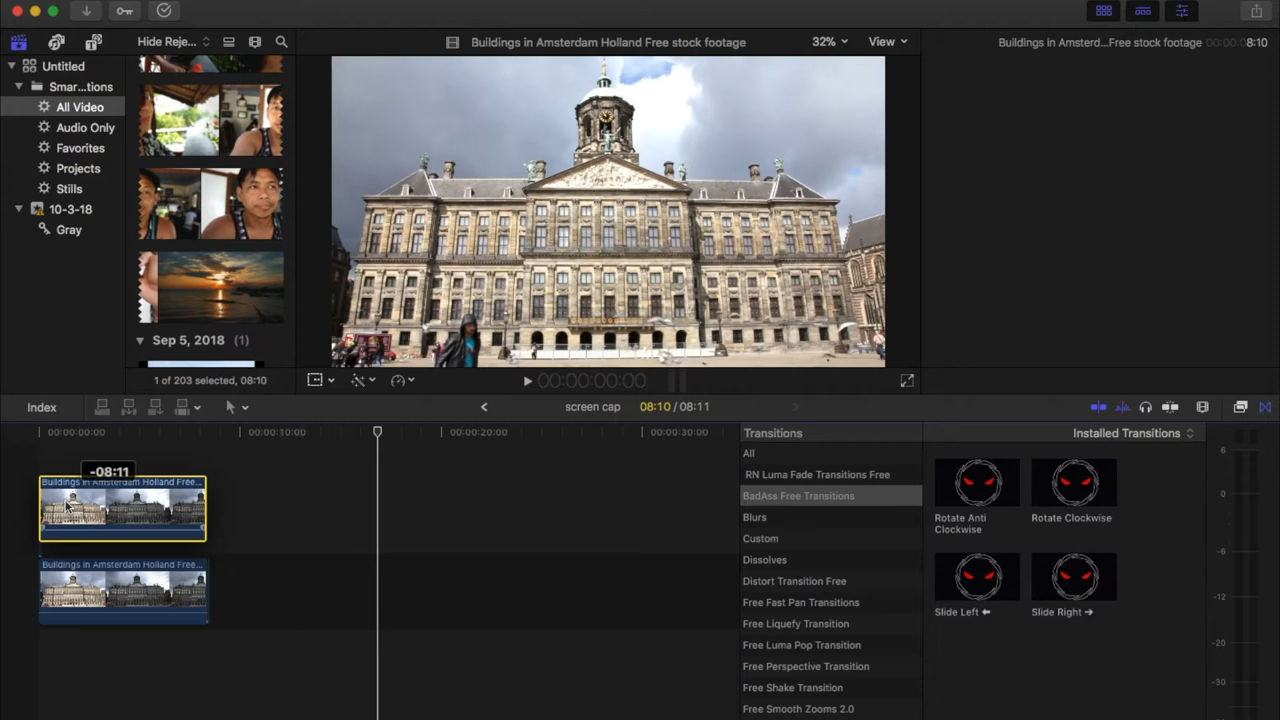 Hide Reje...
Buildings in Amsterdam Holland Free stock footage
32%
View
Buildings in Amsterd...Free stock footage
00:00:08:10
Untitled
Smar...tions
All Video
Audio Only
Favorites
Projects
Stills
10-3-18
Gray
Sep 5, 2018 (1)
1 of 203 selected, 08:10
00:00:00:00
Index
screen cap
08:10 / 08:11
00:00:00:00
00:00:10:00
00:00:20:00
00:00:30:00
-08:11
Buildings in Amsterdam Holland Free...
Buildings in Amsterdam Holland Free...
Transitions
All
RN Luma Fade Transitions Free
BadAss Free Transitions
Blurs
Custom
Dissolves
Distort Transition Free
Free Fast Pan Transitions
Free Liquefy Transition
Free Luma Pop Transition
Free Perspective Transition
Free Shake Transition
Free Smooth Zooms 2.0
Installed Transitions
Rotate Anti
Clockwise
Rotate Clockwise
Slide Left ⬅
Slide Right ➔
6
0
-6
-12
-20
-30